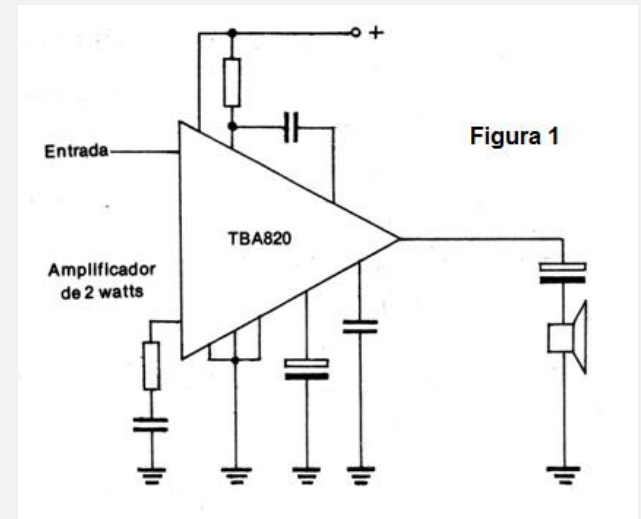 +
Figura 1
Entrada
TBA820
Amplificador
de 2 watts